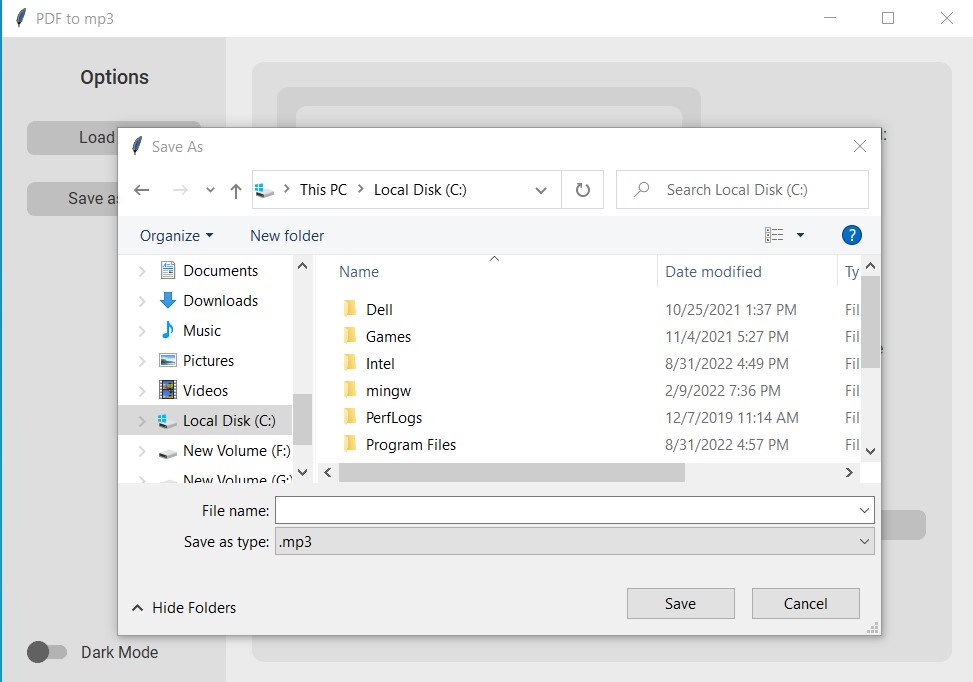 PDF to mp3
Options
Load
Save as
Save As
This PC > Local Disk (C:)
Search Local Disk (C:)
Organize
New folder
?
Documents
Downloads
Music
Pictures
Videos
Local Disk (C:)
New Volume (F:)
New Volume (G:)
Name Date modified Ty
Dell 10/25/2021 1:37 PM Fil
Games 11/4/2021 5:27 PM Fil
Intel 8/31/2022 4:49 PM Fil
mingw 2/9/2022 7:36 PM Fil
PerfLogs 12/7/2019 11:14 AM Fil
Program Files 8/31/2022 4:57 PM Fil
File name:
Save as type: .mp3
Hide Folders
Save
Cancel
Dark Mode